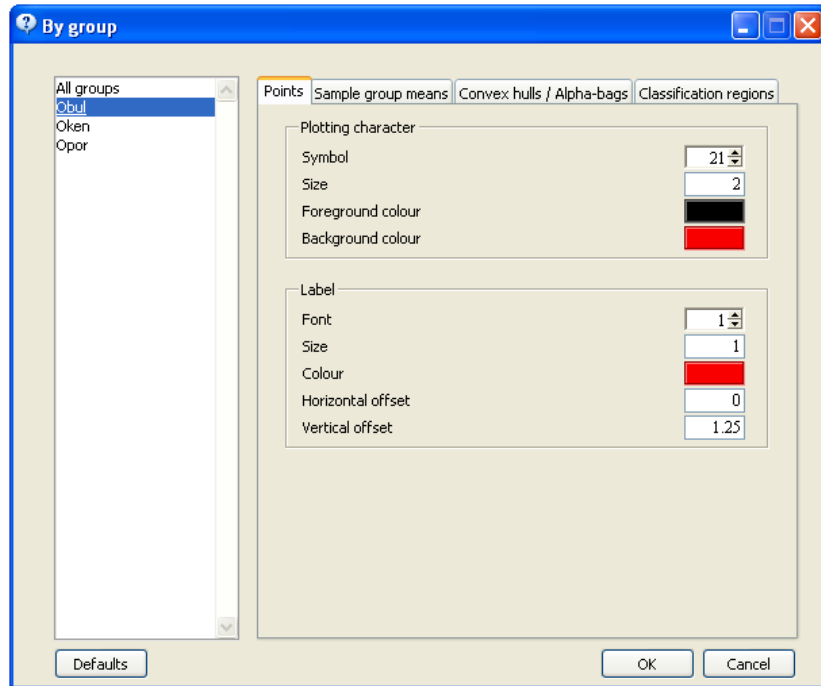 By group
All groups
Obul
Oken
Opor
Points Sample group means Convex hulls / Alpha-bags Classification regions
Plotting character
Symbol 21
Size 2
Foreground colour
Background colour
Label
Font 1
Size 1
Colour
Horizontal offset 0
Vertical offset 1.25
Defaults OK Cancel